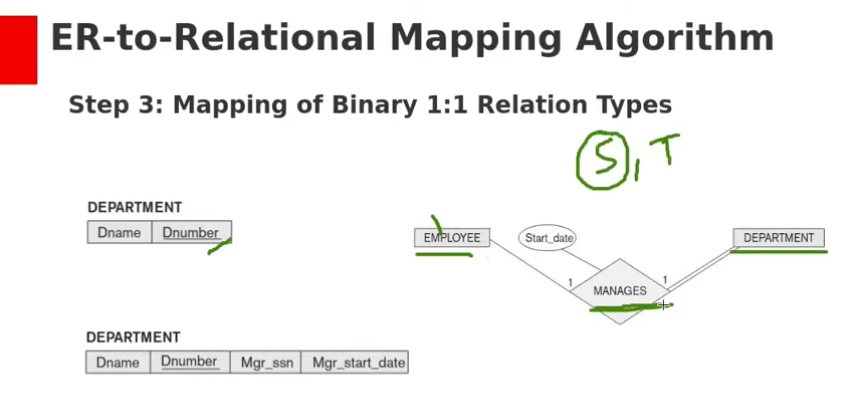 ER-to-Relational Mapping Algorithm
Step 3: Mapping of Binary 1:1 Relation Types
S, T
DEPARTMENT
Dname Dnumber
EMPLOYEE Start_date DEPARTMENT
1 MANAGES 1
DEPARTMENT
Dname Dnumber Mgr_ssn Mgr_start_date